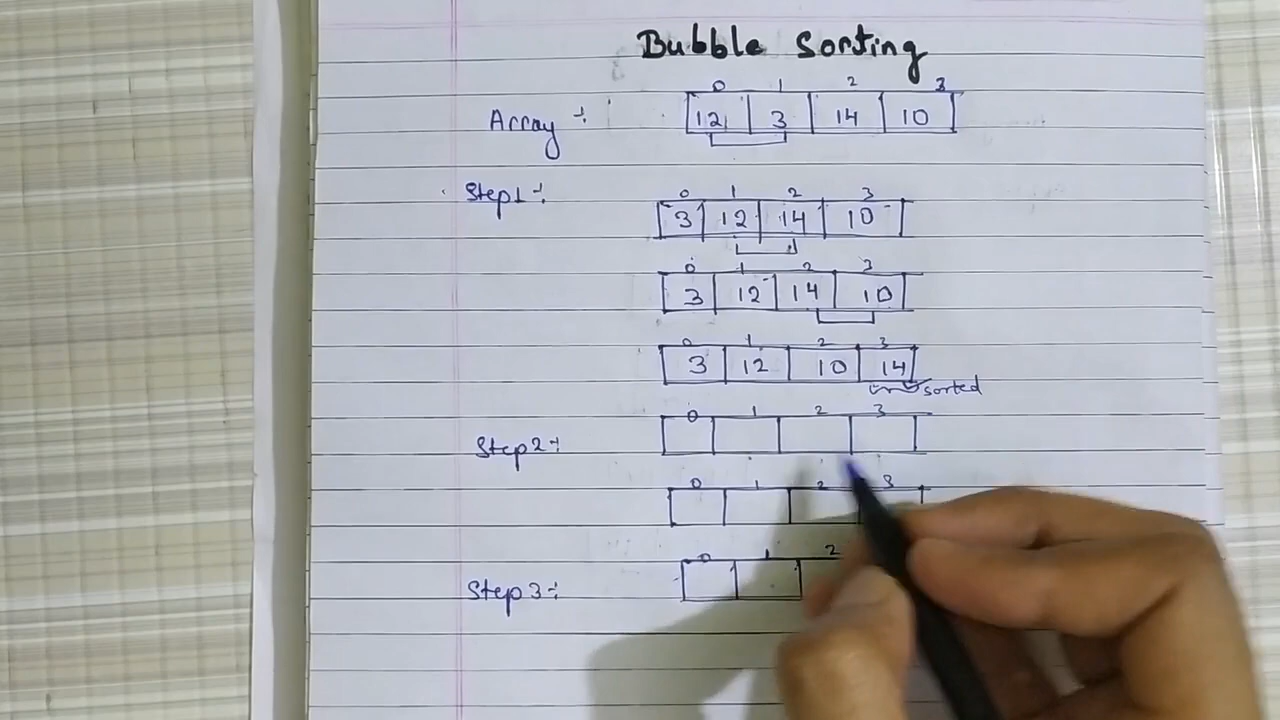 Bubble Sorting
0 1 2 3
Array :- 12 3 14 10
0 1 2 3
Step1 :- 3 12 14 10
0 1 2 3
3 12 14 10
0 1 2 3
3 12 10 14
sorted
0 1 2 3
Step2 :-
0 1 2 3
0 1 2
Step3 :-